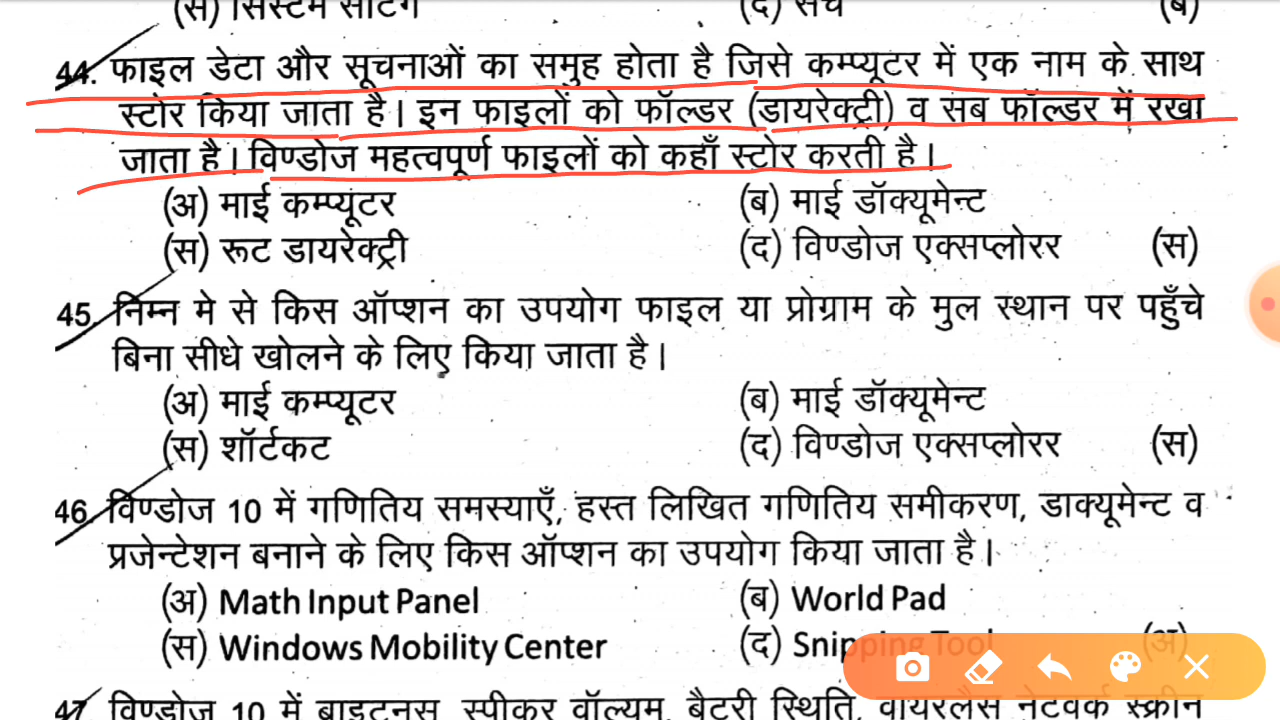 (स) सिस्टम सेटिंग (द) सर्च (ब)
44. फाइल डेटा और सूचनाओं का समुह होता है जिसे कम्प्यूटर में एक नाम के साथ
स्टोर किया जाता है। इन फाइलों को फॉल्डर (डायरेक्ट्री) व सब फॉल्डर में रखा
जाता है। विण्डोज महत्वपूर्ण फाइलों को कहाँ स्टोर करती है।
(अ) माई कम्प्यूटर (ब) माई डॉक्यूमेन्ट
(स) रूट डायरेक्ट्री (द) विण्डोज एक्सप्लोरर (स)
45. निम्न मे से किस ऑप्शन का उपयोग फाइल या प्रोग्राम के मुल स्थान पर पहुँचे
बिना सीधे खोलने के लिए किया जाता है।
(अ) माई कम्प्यूटर (ब) माई डॉक्यूमेन्ट
(स) शॉर्टकट (द) विण्डोज एक्सप्लोरर (स)
46. विण्डोज 10 में गणितिय समस्याएँ, हस्त लिखित गणितिय समीकरण, डाक्यूमेन्ट व
प्रजेन्टेशन बनाने के लिए किस ऑप्शन का उपयोग किया जाता है।
(अ) Math Input Panel (ब) World Pad
(स) Windows Mobility Center (द) Snipping Tool (अ)
47. विण्डोज 10 में ब्राइटनस, स्पीकर वॉल्यम, बैटरी स्थिति, वायरलैस नेटवर्क स्क्रीन